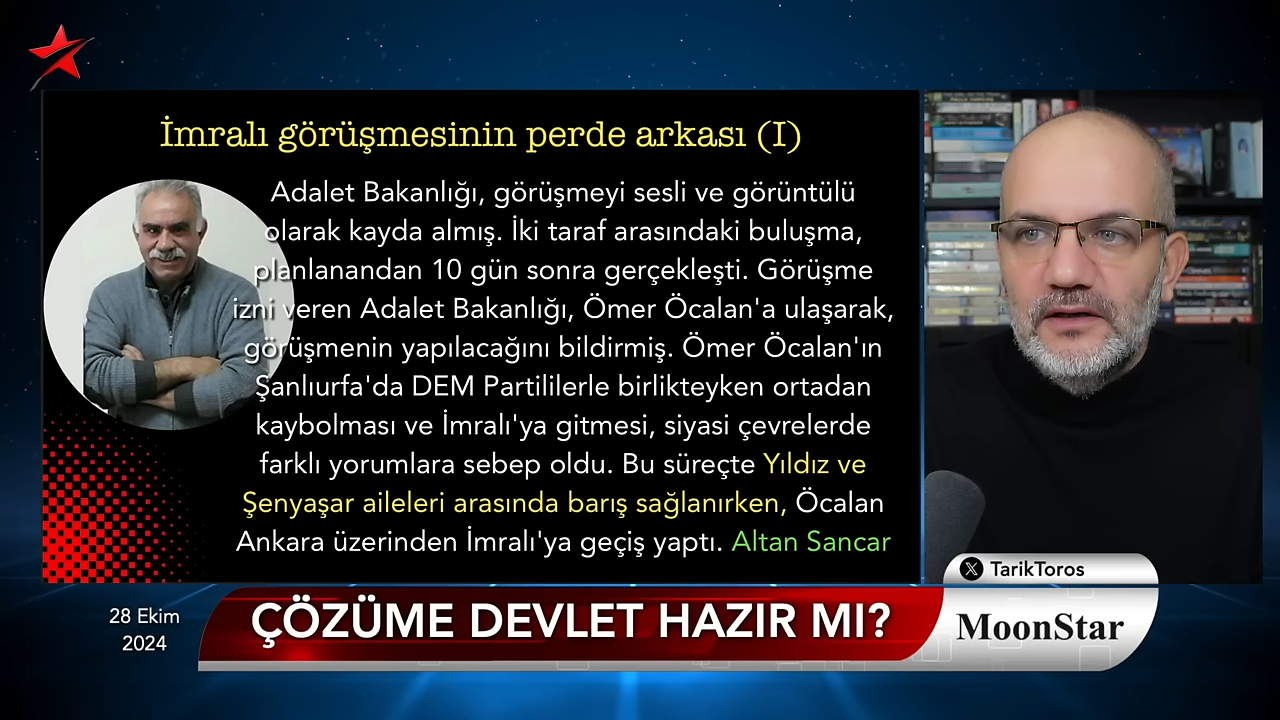 İmralı görüşmesinin perde arkası (I)
Adalet Bakanlığı, görüşmeyi sesli ve görüntülü
olarak kayda almış. İki taraf arasındaki buluşma,
planlanandan 10 gün sonra gerçekleşti. Görüşme
izni veren Adalet Bakanlığı, Ömer Öcalan'a ulaşarak,
görüşmenin yapılacağını bildirmiş. Ömer Öcalan'ın
Şanlıurfa'da DEM Partililerle birlikteyken ortadan
kaybolması ve İmralı'ya gitmesi, siyasi çevrelerde
farklı yorumlara sebep oldu. Bu süreçte Yıldız ve
Şenyaşar aileleri arasında barış sağlanırken, Öcalan
Ankara üzerinden İmralı'ya geçiş yaptı. Altan Sancar
X TarikToros
28 Ekim
2024
ÇÖZÜME DEVLET HAZIR MI?
MoonStar